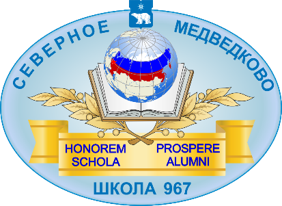 СЕВЕРНОЕ МЕДВЕДКОВО
HONOREM PROSPERE
SCHOLA ALUMNI
ШКОЛА 967